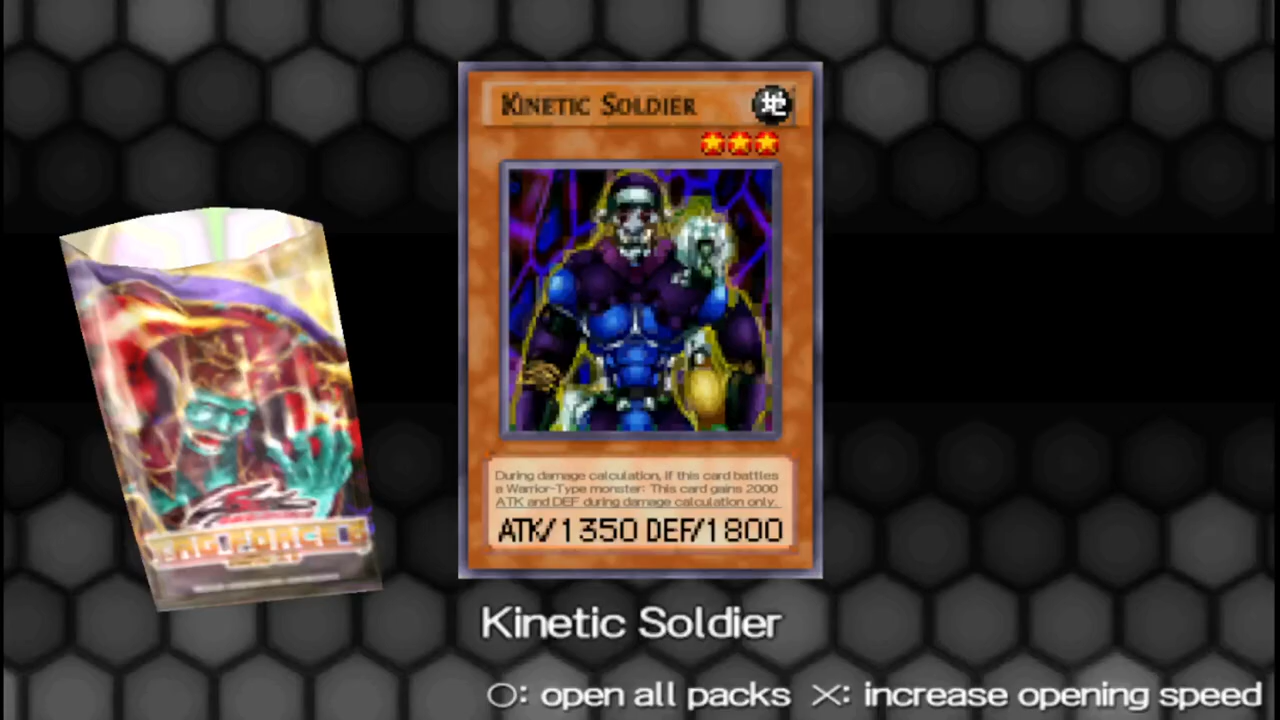 KINETIC SOLDIER
地
During damage calculation, if this card battles
a Warrior-Type monster: This card gains 2000
ATK and DEF during damage calculation only.
ATK/1350 DEF/1800
Kinetic Soldier
○: open all packs ×: increase opening speed